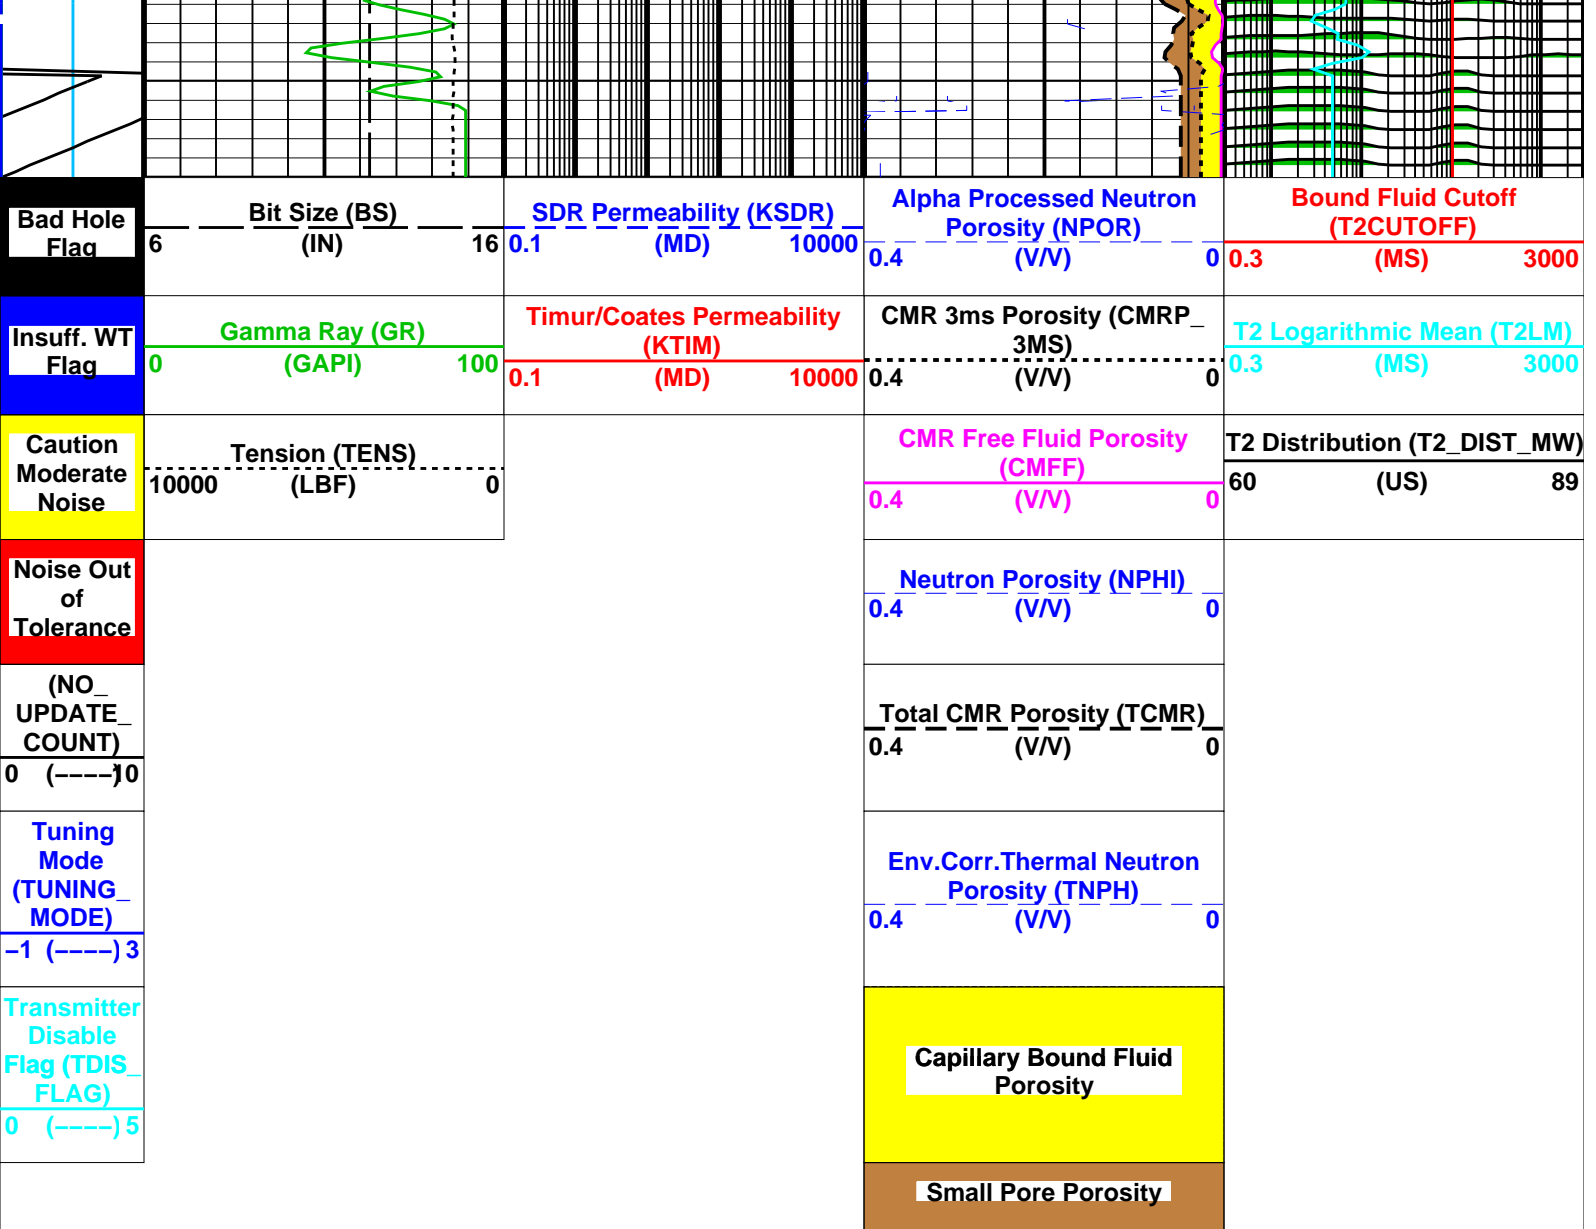 Bad Hole
Flag
Bit Size (BS)
6 (IN) 16
SDR Permeability (KSDR)
0.1 (MD) 10000
Alpha Processed Neutron
Porosity (NPOR)
0.4 (V/V) 0
Bound Fluid Cutoff
(T2CUTOFF)
0.3 (MS) 3000
Insuff. WT
Flag
Gamma Ray (GR)
0 (GAPI) 100
Timur/Coates Permeability
(KTIM)
0.1 (MD) 10000
CMR 3ms Porosity (CMRP_
3MS)
0.4 (V/V) 0
T2 Logarithmic Mean (T2LM)
0.3 (MS) 3000
Caution
Moderate
Noise
Tension (TENS)
10000 (LBF) 0
CMR Free Fluid Porosity
(CMFF)
0.4 (V/V) 0
T2 Distribution (T2_DIST_MW)
60 (US) 89
Noise Out
of
Tolerance
Neutron Porosity (NPHI)
0.4 (V/V) 0
(NO_
UPDATE_
COUNT)
0 (----) 10
Total CMR Porosity (TCMR)
0.4 (V/V) 0
Tuning
Mode
(TUNING_
MODE)
-1 (----) 3
Env.Corr.Thermal Neutron
Porosity (TNPH)
0.4 (V/V) 0
Transmitter
Disable
Flag (TDIS_
FLAG)
0 (----) 5
Capillary Bound Fluid
Porosity
Small Pore Porosity